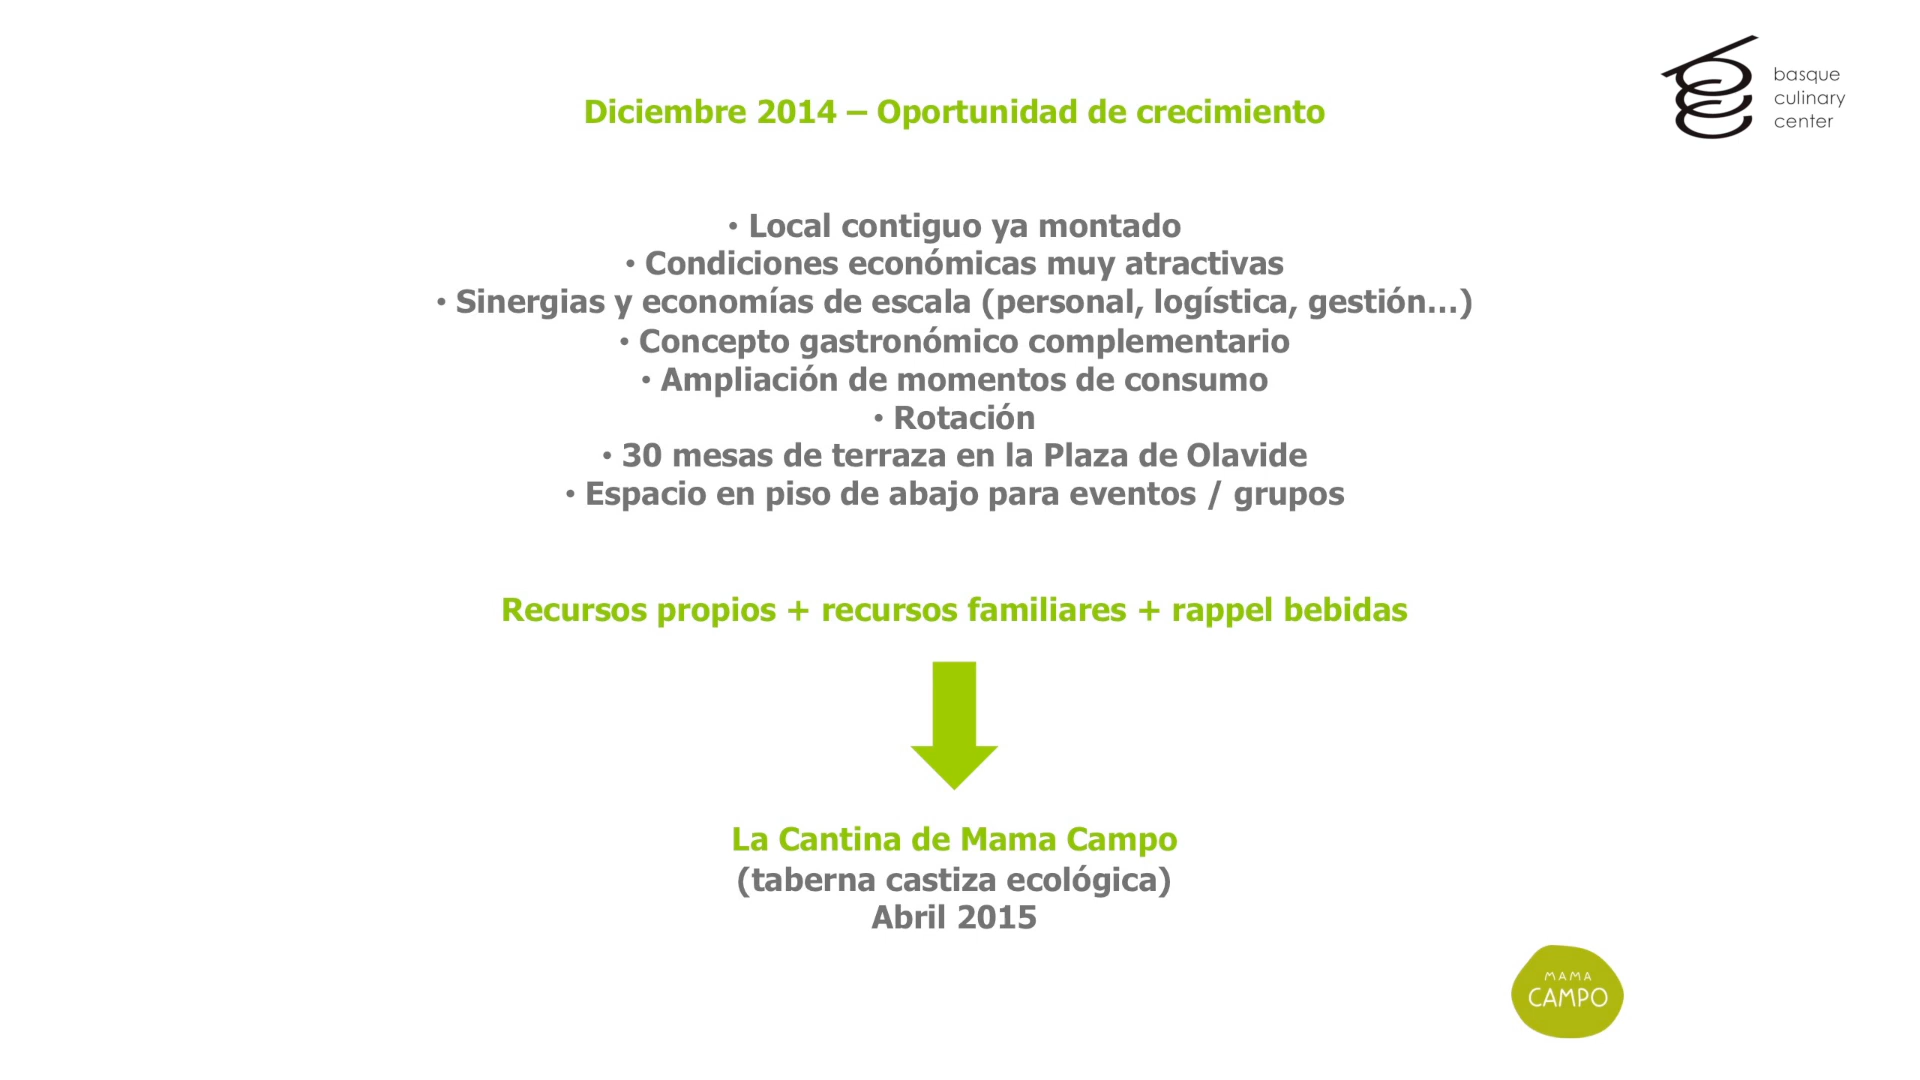 basque
culinary
center
Diciembre 2014 – Oportunidad de crecimiento
• Local contiguo ya montado
• Condiciones económicas muy atractivas
• Sinergias y economías de escala (personal, logística, gestión…)
• Concepto gastronómico complementario
• Ampliación de momentos de consumo
• Rotación
• 30 mesas de terraza en la Plaza de Olavide
• Espacio en piso de abajo para eventos / grupos
Recursos propios + recursos familiares + rappel bebidas
La Cantina de Mama Campo
(taberna castiza ecológica)
Abril 2015
MAMA
CAMPO